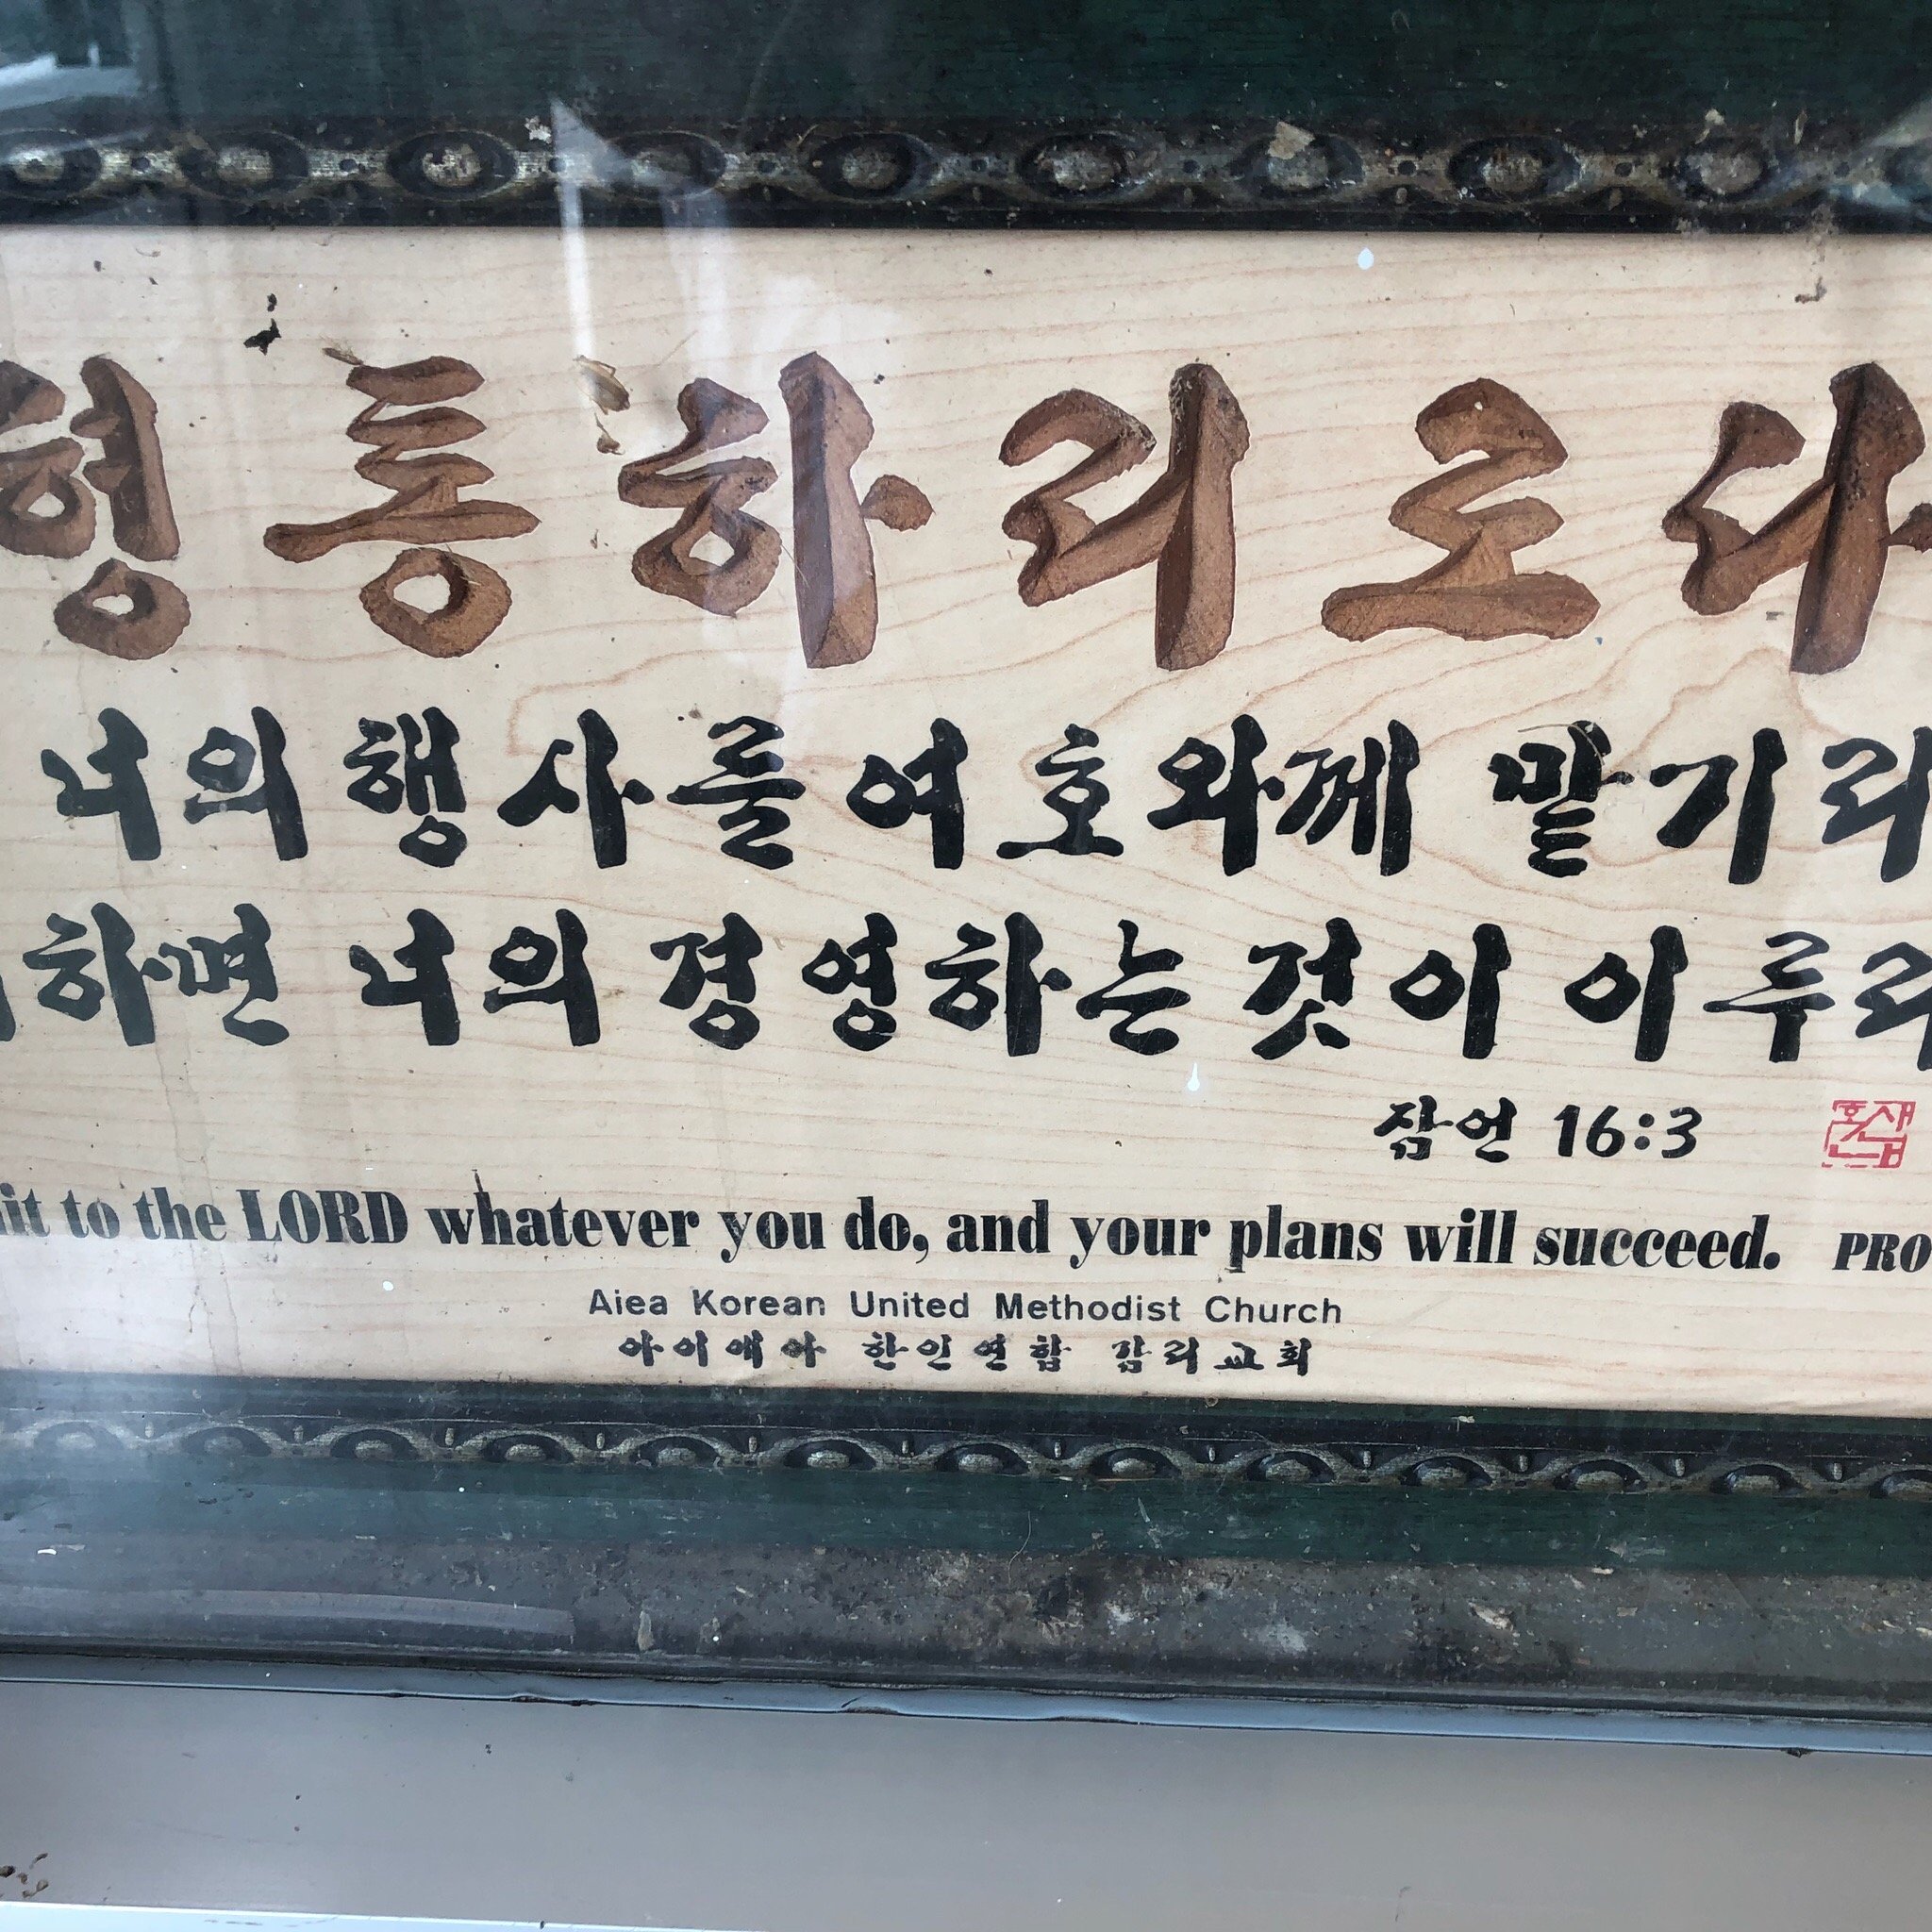 형통하리로다
너의 행사를 여호와께 맡기라
하면 너의 경영하는 것이 이루리
잠언 16:3
to the LORD whatever you do, and your plans will succeed. PRO
Aiea Korean United Methodist Church
아이에아 한인연합 감리교회